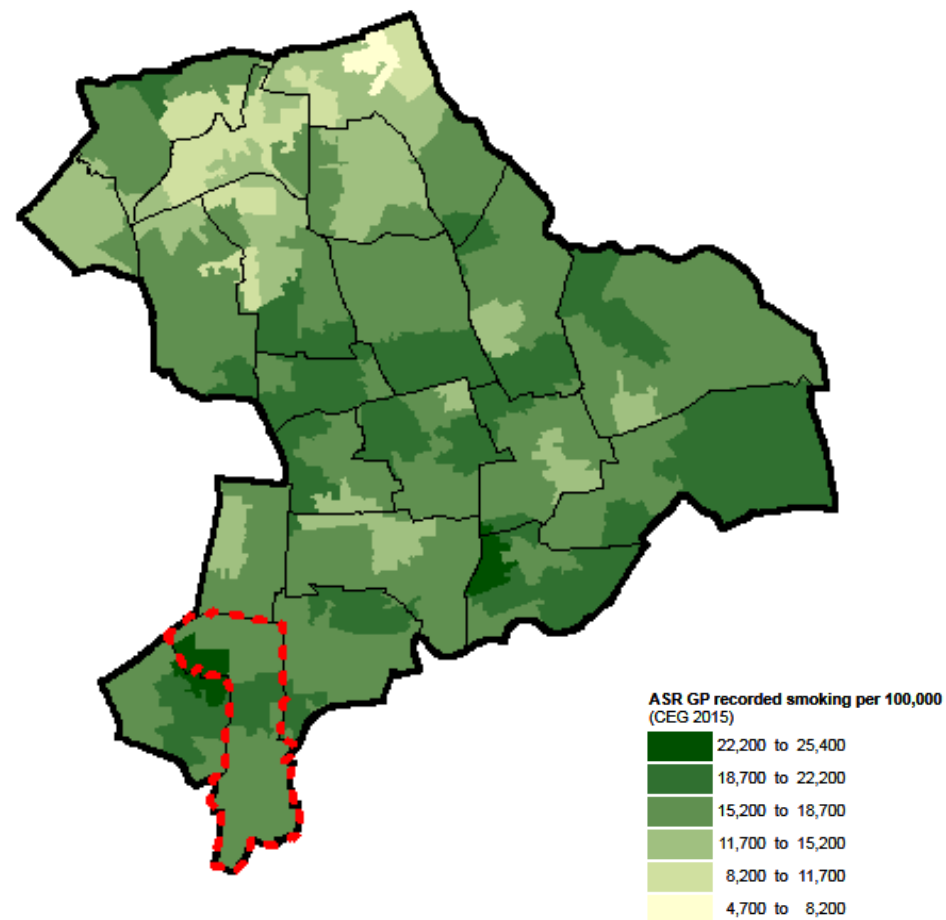 ASR GP recorded smoking per 100,000
(CEG 2015)
22,200 to 25,400
18,700 to 22,200
15,200 to 18,700
11,700 to 15,200
8,200 to 11,700
4,700 to 8,200